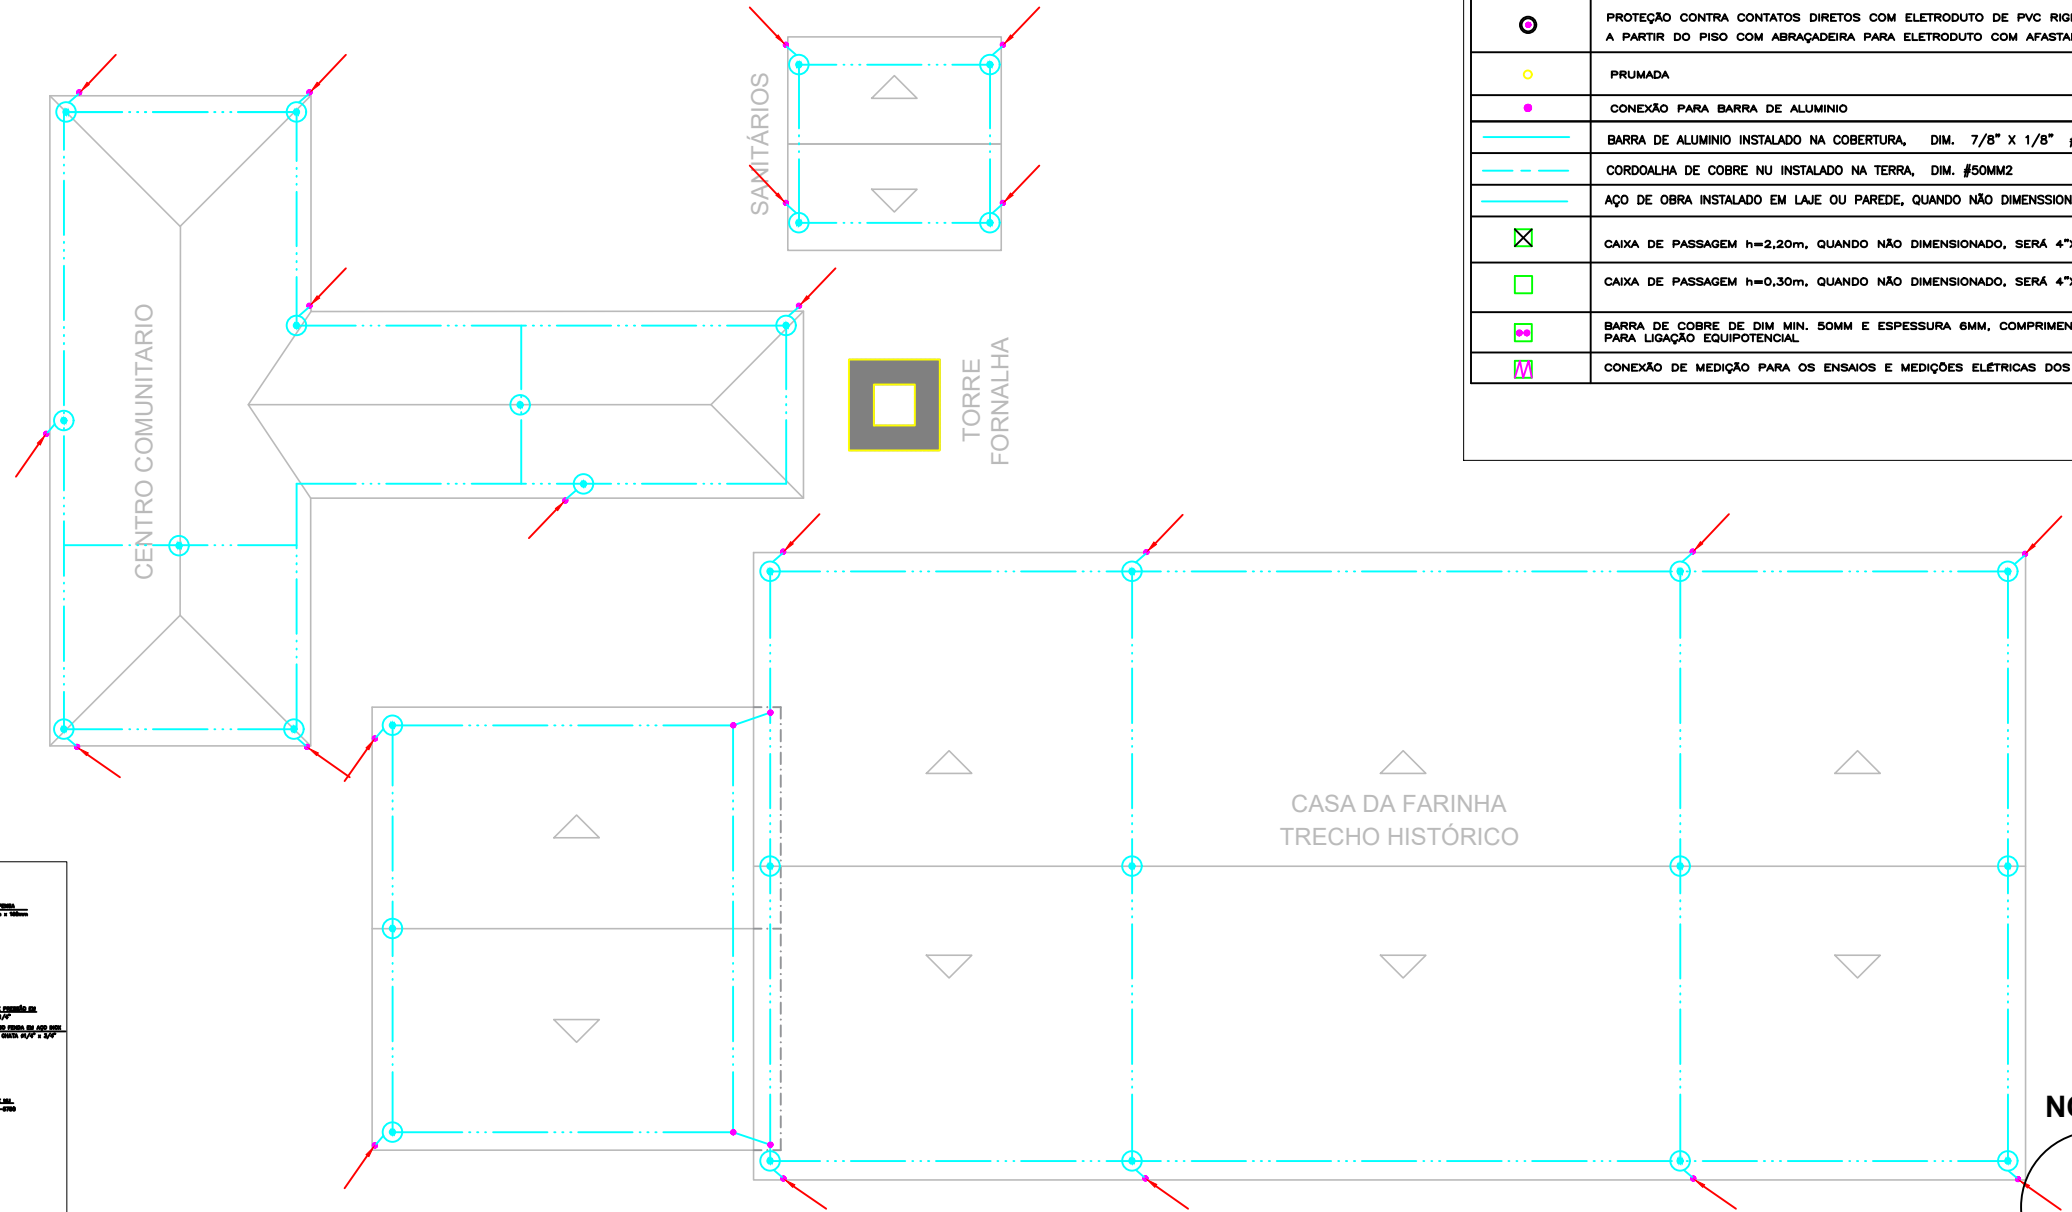 PROTEÇÃO CONTRA CONTATOS DIRETOS COM ELETRODUTO DE PVC
A PARTIR DO PISO COM ABRAÇADEIRA PARA ELETRODUTO COM
PRUMADA
CONEXÃO PARA BARRA DE ALUMINIO
BARRA DE ALUMINIO INSTALADO NA COBERTURA, DIM. 7/8" X 1/8"
CORDOALHA DE COBRE NU INSTALADO NA TERRA, DIM. #50MM2
AÇO DE OBRA INSTALADO EM LAJE OU PAREDE, QUANDO NÃO
CAIXA DE PASSAGEM h=2,20m, QUANDO NÃO DIMENSIONADO, SERÁ 4"
CAIXA DE PASSAGEM h=0,30m, QUANDO NÃO DIMENSIONADO, SERÁ 4"
BARRA DE COBRE DE DIM MIN. 50MM E ESPESSURA 6MM,
PARA LIGAÇÃO EQUIPOTENCIAL
CONEXÃO DE MEDIÇÃO PARA OS ENSAIOS E MEDIÇÕES ELÉTRICAS DOS
SANITÁRIOS
CENTRO COMUNITARIO
TORRE
FORNALHA
CASA DA FARINHA
TRECHO HISTÓRICO